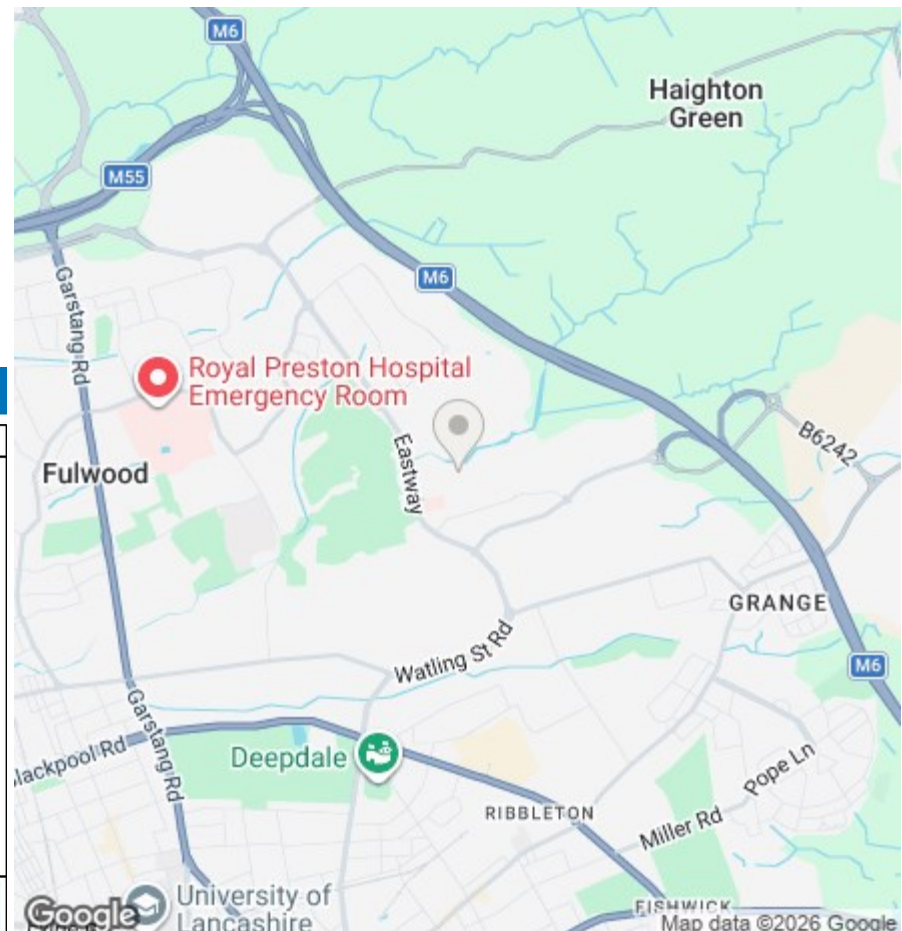 M6
Haighton
Green
M55
M6
Garstang Rd
Royal Preston Hospital
Emergency Room
Eastway
B6242
Fulwood
GRANGE
Watling St Rd
M6
Garstang Rd
Blackpool Rd
Deepdale
Pope Ln
RIBBLETON
Miller Rd
University of
Lancashire
FISHWICK
Google
Map data ©2026 Google